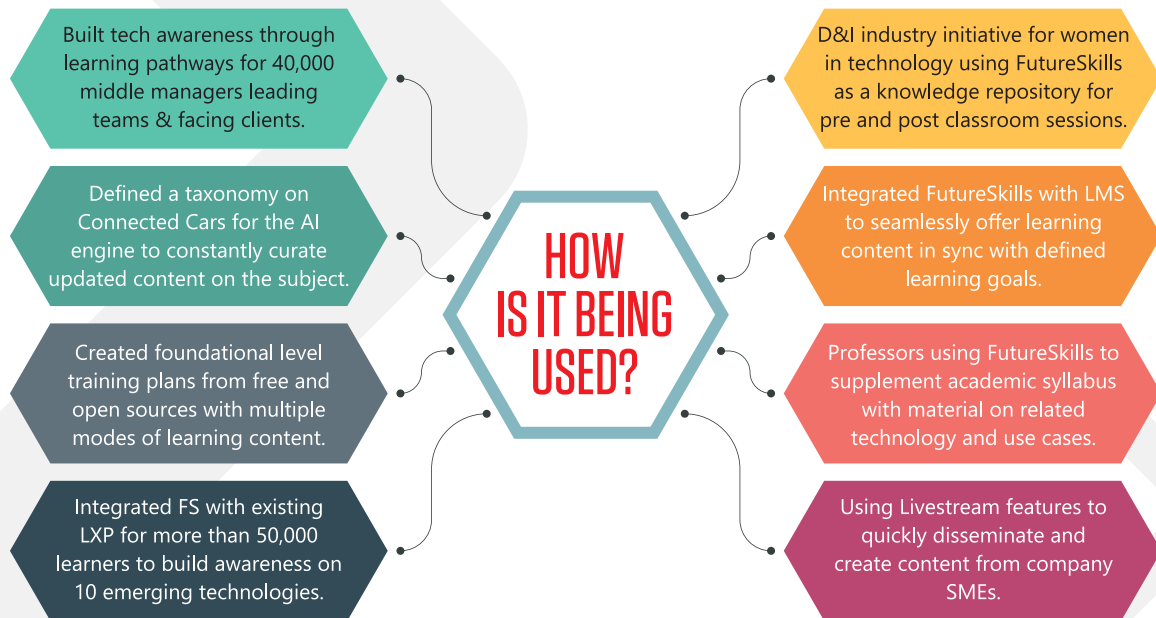 Built tech awareness through
learning pathways for 40,000
middle managers leading
teams & facing clients.
Defined a taxonomy on
Connected Cars for the AI
engine to constantly curate
updated content on the subject.
Created foundational level
training plans from free and
open sources with multiple
modes of learning content.
Integrated FS with existing
LXP for more than 50,000
learners to build awareness on
10 emerging technologies.
HOW
IS IT BEING
USED?
D&I industry initiative for women
in technology using FutureSkills
as a knowledge repository for
pre and post classroom sessions.
Integrated FutureSkills with LMS
to seamlessly offer learning
content in sync with defined
learning goals.
Professors using FutureSkills to
supplement academic syllabus
with material on related
technology and use cases.
Using Livestream features to
quickly disseminate and
create content from company
SMEs.